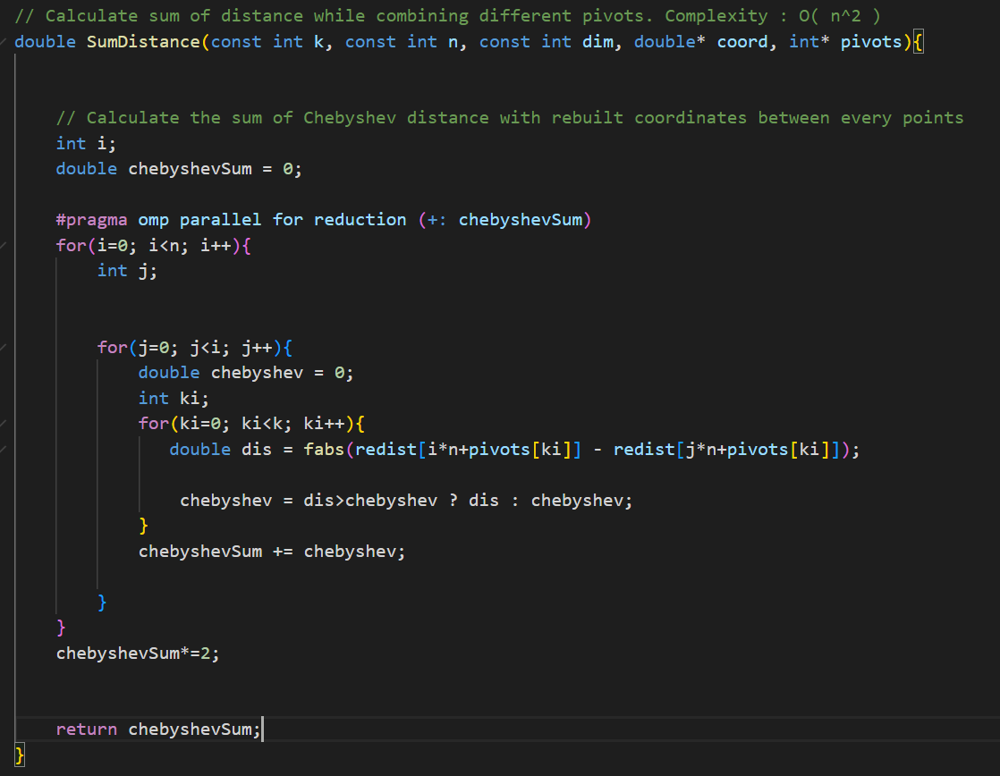 // Calculate sum of distance while combining different pivots. Complexity : O( n^2 )
double SumDistance(const int k, const int n, const int dim, double* coord, int* pivots){
// Calculate the sum of Chebyshev distance with rebuilt coordinates between every points
int i;
double chebyshevSum = 0;
#pragma omp parallel for reduction (+: chebyshevSum)
for(i=0; i<n; i++){
int j;
for(j=0; j<i; j++){
double chebyshev = 0;
int ki;
for(ki=0; ki<k; ki++){
double dis = fabs(redist[i*n+pivots[ki]] - redist[j*n+pivots[ki]]);
chebyshev = dis>chebyshev ? dis : chebyshev;
}
chebyshevSum += chebyshev;
}
}
chebyshevSum*=2;
return chebyshevSum;
}